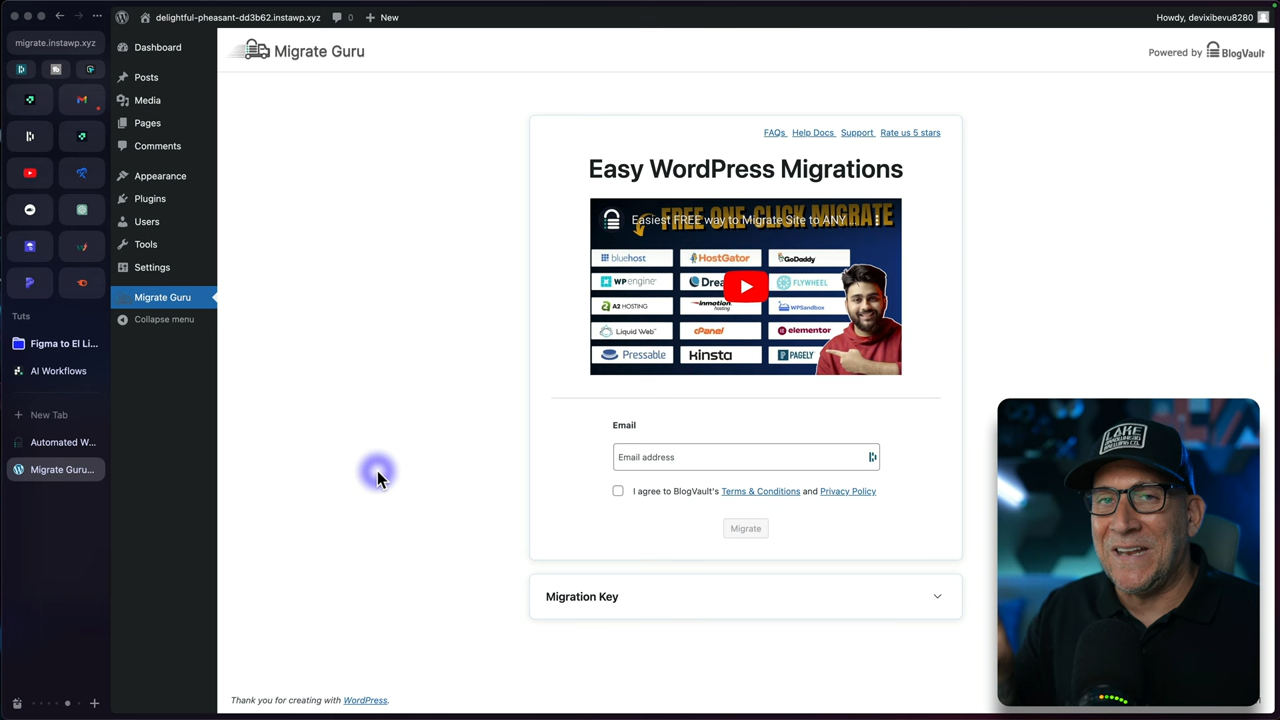 delightful-pheasant-dd3b62.instawp.xyz
0
New
Howdy, devixibevu8280
migrate.instawp.xyz
Tuts
Figma to El Li...
AI Workflows
New Tab
Automated W...
Migrate Guru...
Dashboard
Posts
Media
Pages
Comments
Appearance
Plugins
Users
Tools
Settings
Migrate Guru
Collapse menu
Migrate Guru
Powered by BlogVault
FAQs Help Docs Support Rate us 5 stars
Easy WordPress Migrations
Easiest FREE way to Migrate Site to ANY ...
FREE ONE-CLICK MIGRATE
bluehost HostGator GoDaddy
WP engine Drea FLYWHEEL
A2 HOSTING inmotion hosting WPSandbox
Liquid Web cPanel elementor
Pressable kinsta PAGELY
Email
Email address
I agree to BlogVault's Terms & Conditions and Privacy Policy
Migrate
Migration Key
LAKE
ARROWHEAD
BREWING CO.
Thank you for creating with WordPress.